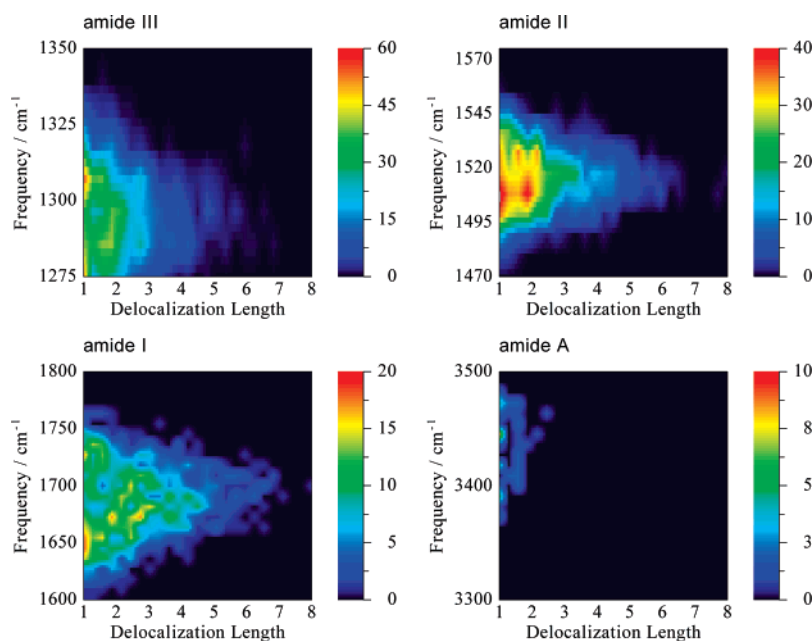 amide III
1350
1325
1300
1275
Frequency / cm⁻¹
1 2 3 4 5 6 7 8
Delocalization Length
60
45
30
15
0
amide II
1570
1545
1520
1495
1470
Frequency / cm⁻¹
1 2 3 4 5 6 7 8
Delocalization Length
40
30
20
10
0
amide I
1800
1750
1700
1650
1600
Frequency / cm⁻¹
1 2 3 4 5 6 7 8
Delocalization Length
20
15
10
5
0
amide A
3500
3400
3300
Frequency / cm⁻¹
1 2 3 4 5 6 7 8
Delocalization Length
10
8
5
3
0